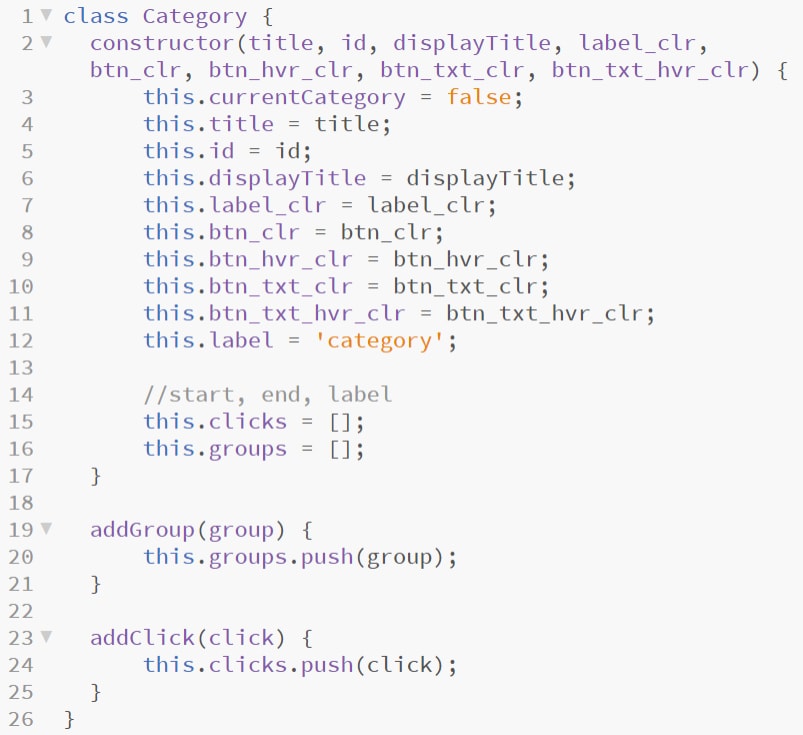 1 class Category {
2 constructor(title, id, displayTitle, label_clr,
btn_clr, btn_hvr_clr, btn_txt_clr, btn_txt_hvr_clr) {
3 this.currentCategory = false;
4 this.title = title;
5 this.id = id;
6 this.displayTitle = displayTitle;
7 this.label_clr = label_clr;
8 this.btn_clr = btn_clr;
9 this.btn_hvr_clr = btn_hvr_clr;
10 this.btn_txt_clr = btn_txt_clr;
11 this.btn_txt_hvr_clr = btn_txt_hvr_clr;
12 this.label = 'category';
13
14 //start, end, label
15 this.clicks = [];
16 this.groups = [];
17 }
18
19 addGroup(group) {
20 this.groups.push(group);
21 }
22
23 addClick(click) {
24 this.clicks.push(click);
25 }
26 }